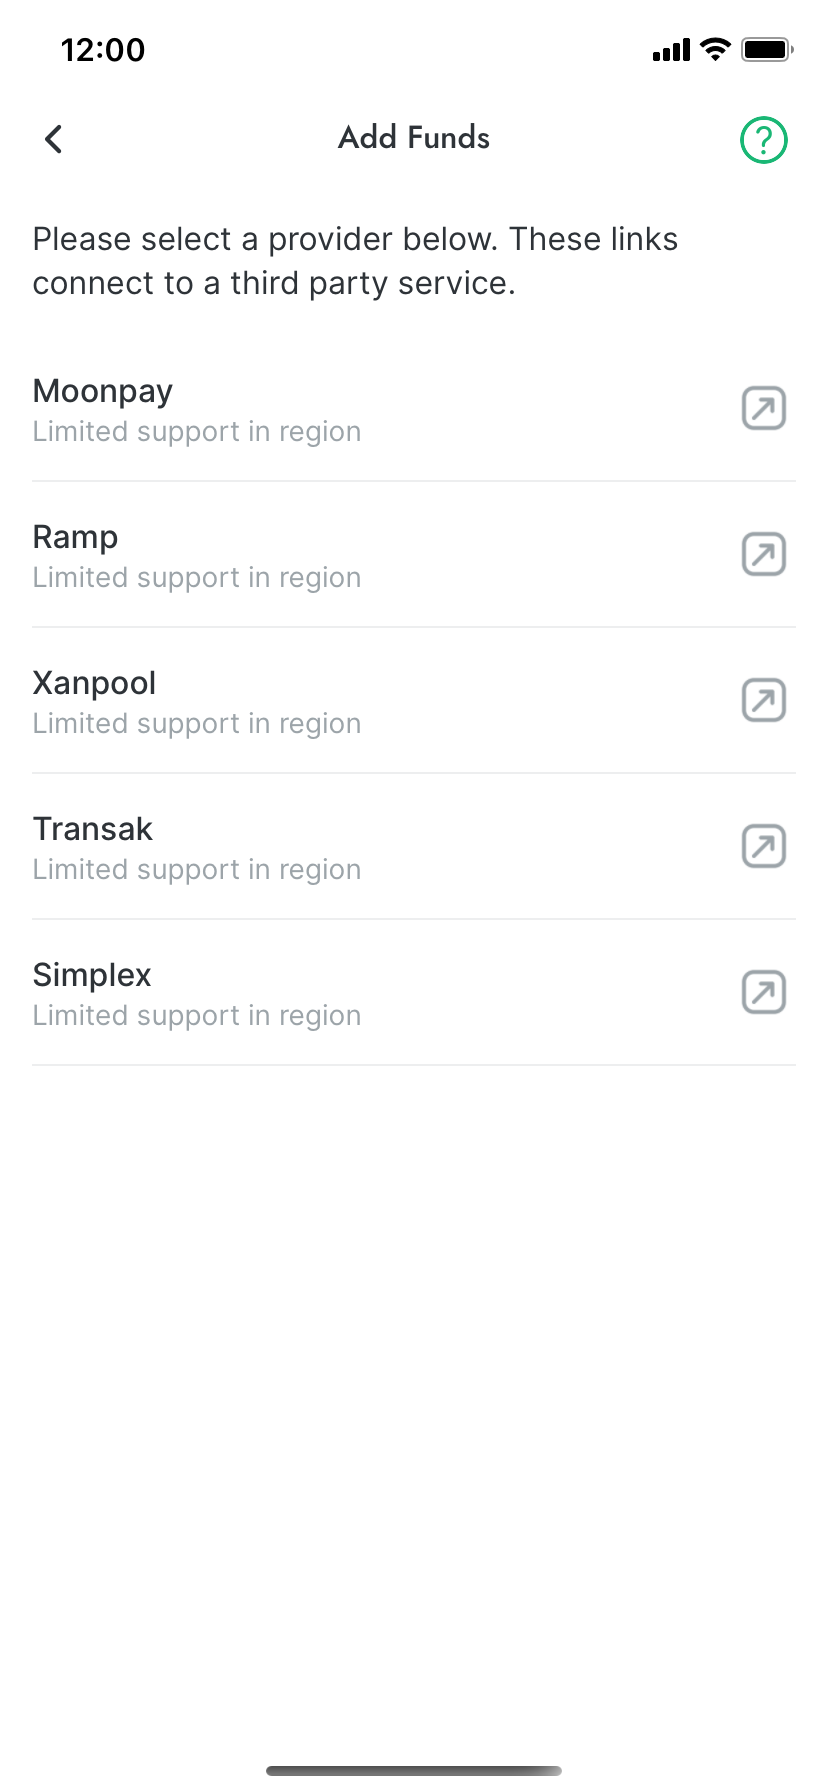 12:00
Add Funds
Please select a provider below. These links
connect to a third party service.
Moonpay
Limited support in region
Ramp
Limited support in region
Xanpool
Limited support in region
Transak
Limited support in region
Simplex
Limited support in region